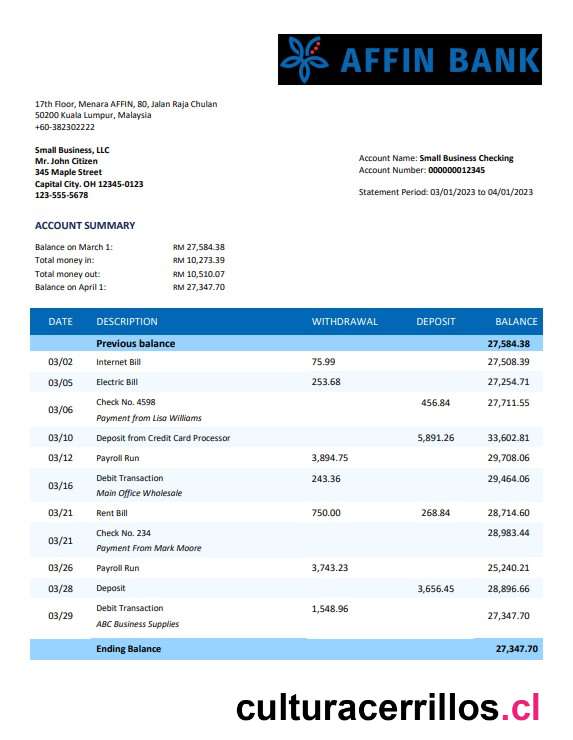 AFFIN BANK
17th Floor, Menara AFFIN, 80, Jalan Raja Chulan
50200 Kuala Lumpur, Malaysia
+60-382302222
Small Business, LLC
Mr. John Citizen
345 Maple Street
Capital City. OH 12345-0123
123-555-5678
Account Name: Small Business Checking
Account Number: 000000012345
Statement Period: 03/01/2023 to 04/01/2023
ACCOUNT SUMMARY
Balance on March 1: RM 27,584.38
Total money in: RM 10,273.39
Total money out: RM 10,510.07
Balance on April 1: RM 27,347.70
DATE DESCRIPTION WITHDRAWAL DEPOSIT BALANCE
Previous balance 27,584.38
03/02 Internet Bill 75.99 27,508.39
03/05 Electric Bill 253.68 27,254.71
03/06 Check No. 4598 456.84 27,711.55
Payment from Lisa Williams
03/10 Deposit from Credit Card Processor 5,891.26 33,602.81
03/12 Payroll Run 3,894.75 29,708.06
03/16 Debit Transaction 243.36 29,464.06
Main Office Wholesale
03/21 Rent Bill 750.00 268.84 28,714.60
03/21 Check No. 234 28,983.44
Payment From Mark Moore
03/26 Payroll Run 3,743.23 25,240.21
03/28 Deposit 3,656.45 28,896.66
03/29 Debit Transaction 1,548.96 27,347.70
ABC Business Supplies
Ending Balance 27,347.70
culturacerrillos.cl